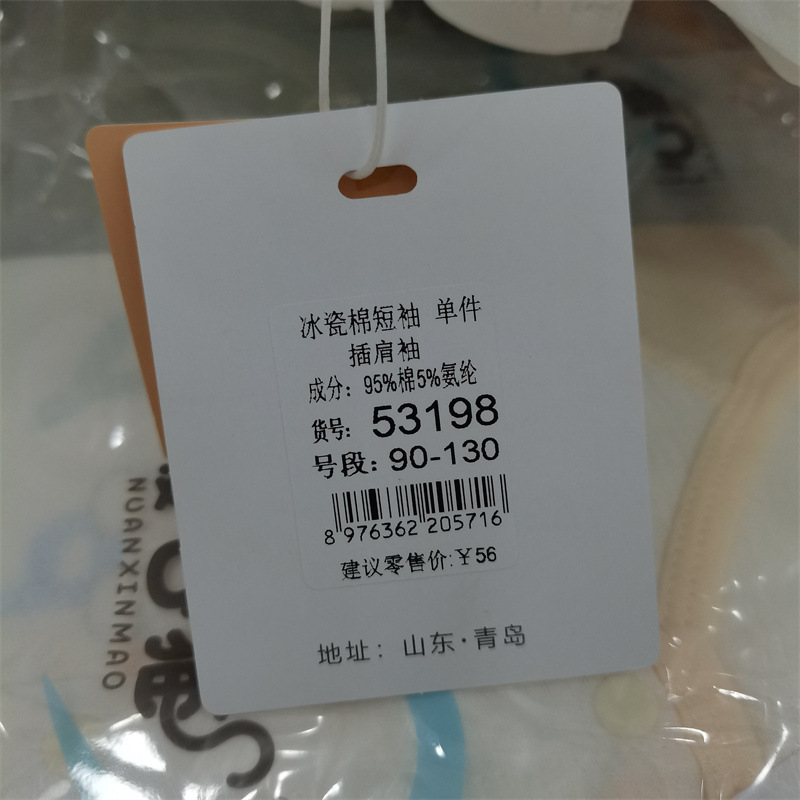 冰瓷棉短袖 单件
插肩袖
成分：95%棉5%氨纶
货号：53198
号段：90-130
8 976362 205716
建议零售价:￥56
地址：山东·青岛
NUANXINMAO